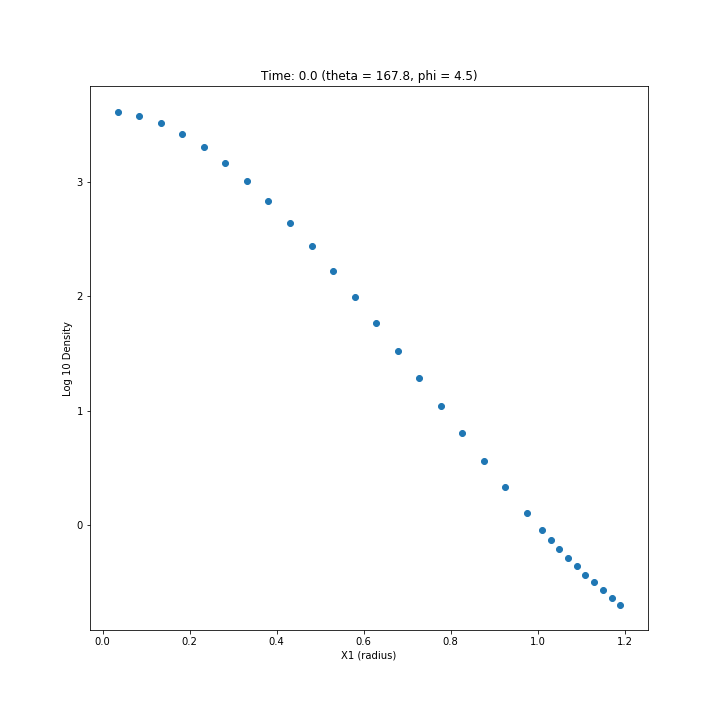 Time: 0.0 (theta = 167.8, phi = 4.5)
3
2
1
0
Log 10 Density
0.0 0.2 0.4 0.6 0.8 1.0 1.2
X1 (radius)